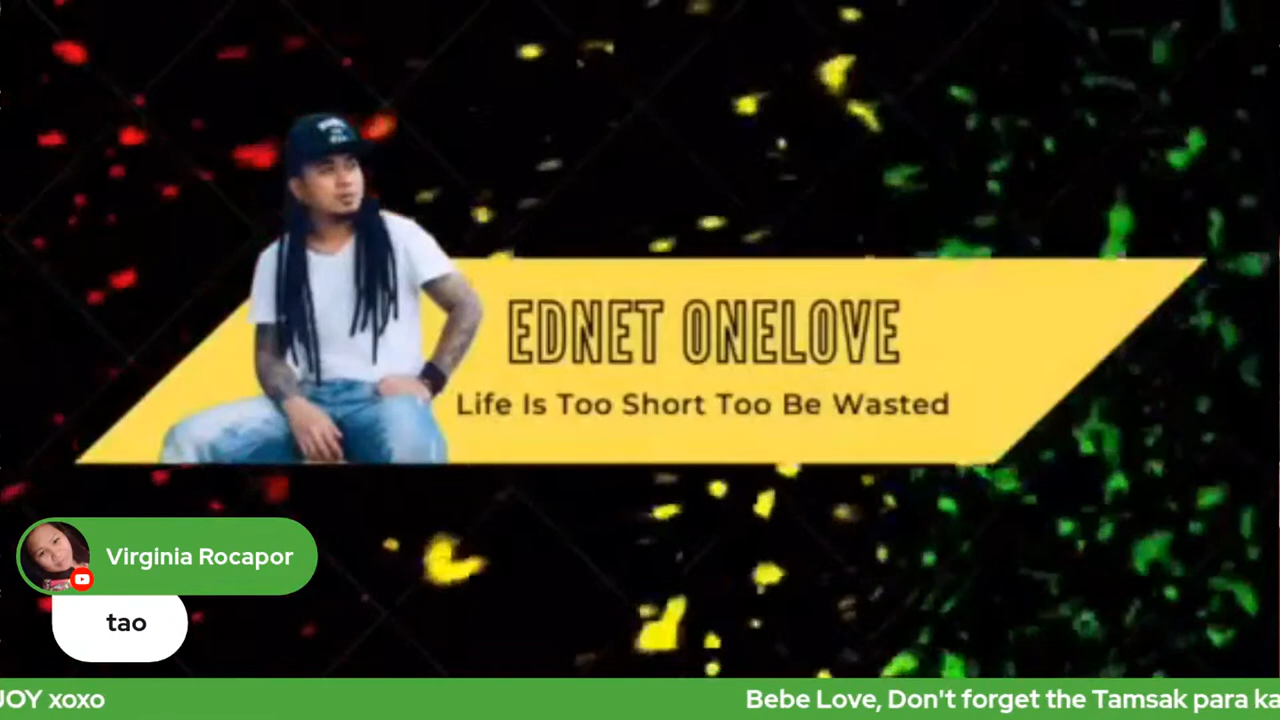 EDNET ONELOVE
Life Is Too Short Too Be Wasted
Virginia Rocapor
tao
JOY xoxo
Bebe Love, Don't forget the Tamsak para ka